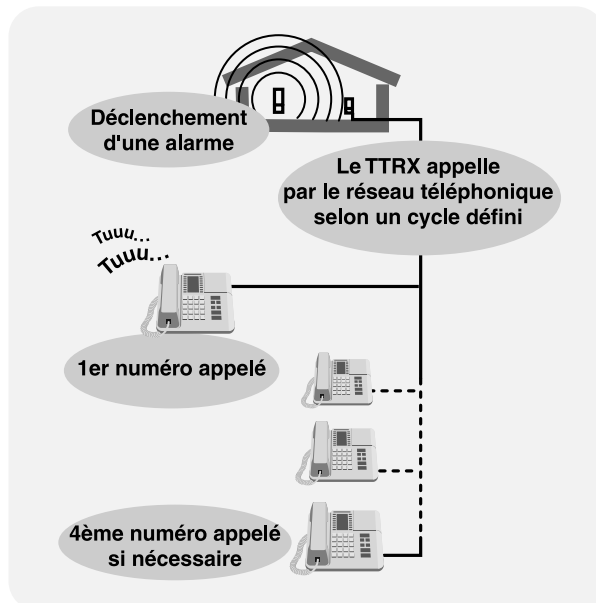 Déclenchement
d'une alarme
Le TTRX appelle
par le réseau téléphonique
selon un cycle défini
Tuuu...
Tuuu...
1er numéro appelé
4ème numéro appelé
si nécessaire